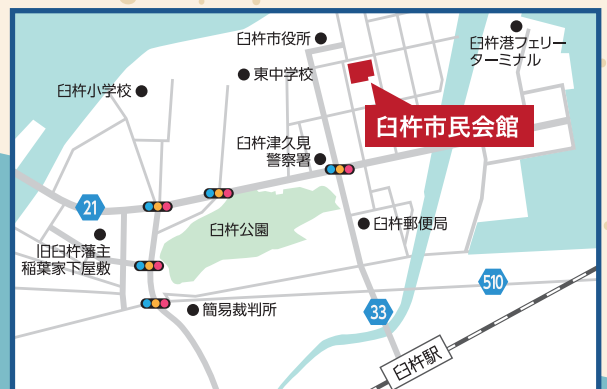 臼杵市役所
臼杵港フェリー
ターミナル
東中学校
臼杵小学校
臼杵市民会館
臼杵津久見
警察署
21
臼杵公園
臼杵郵便局
旧臼杵藩主
稲葉家下屋敷
510
簡易裁判所
33
臼杵駅